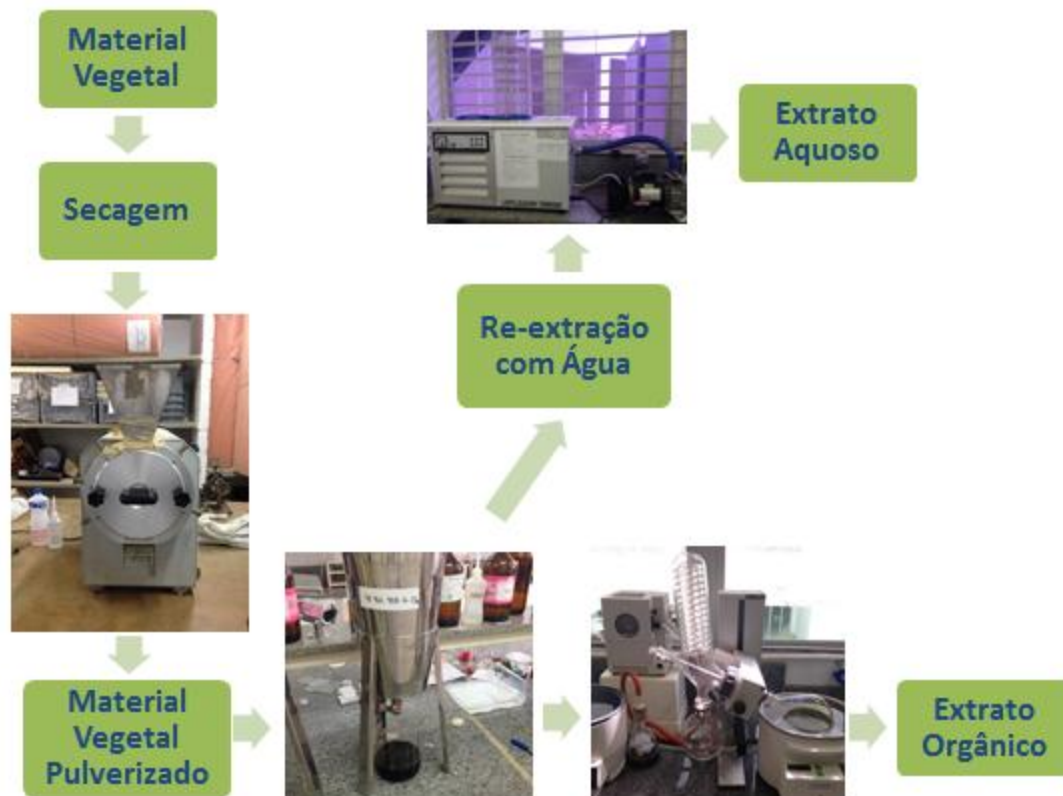 Material
Vegetal
Secagem
Material
Vegetal
Pulverizado
Re-extração
com Água
Extrato
Aquoso
Extrato
Orgânico